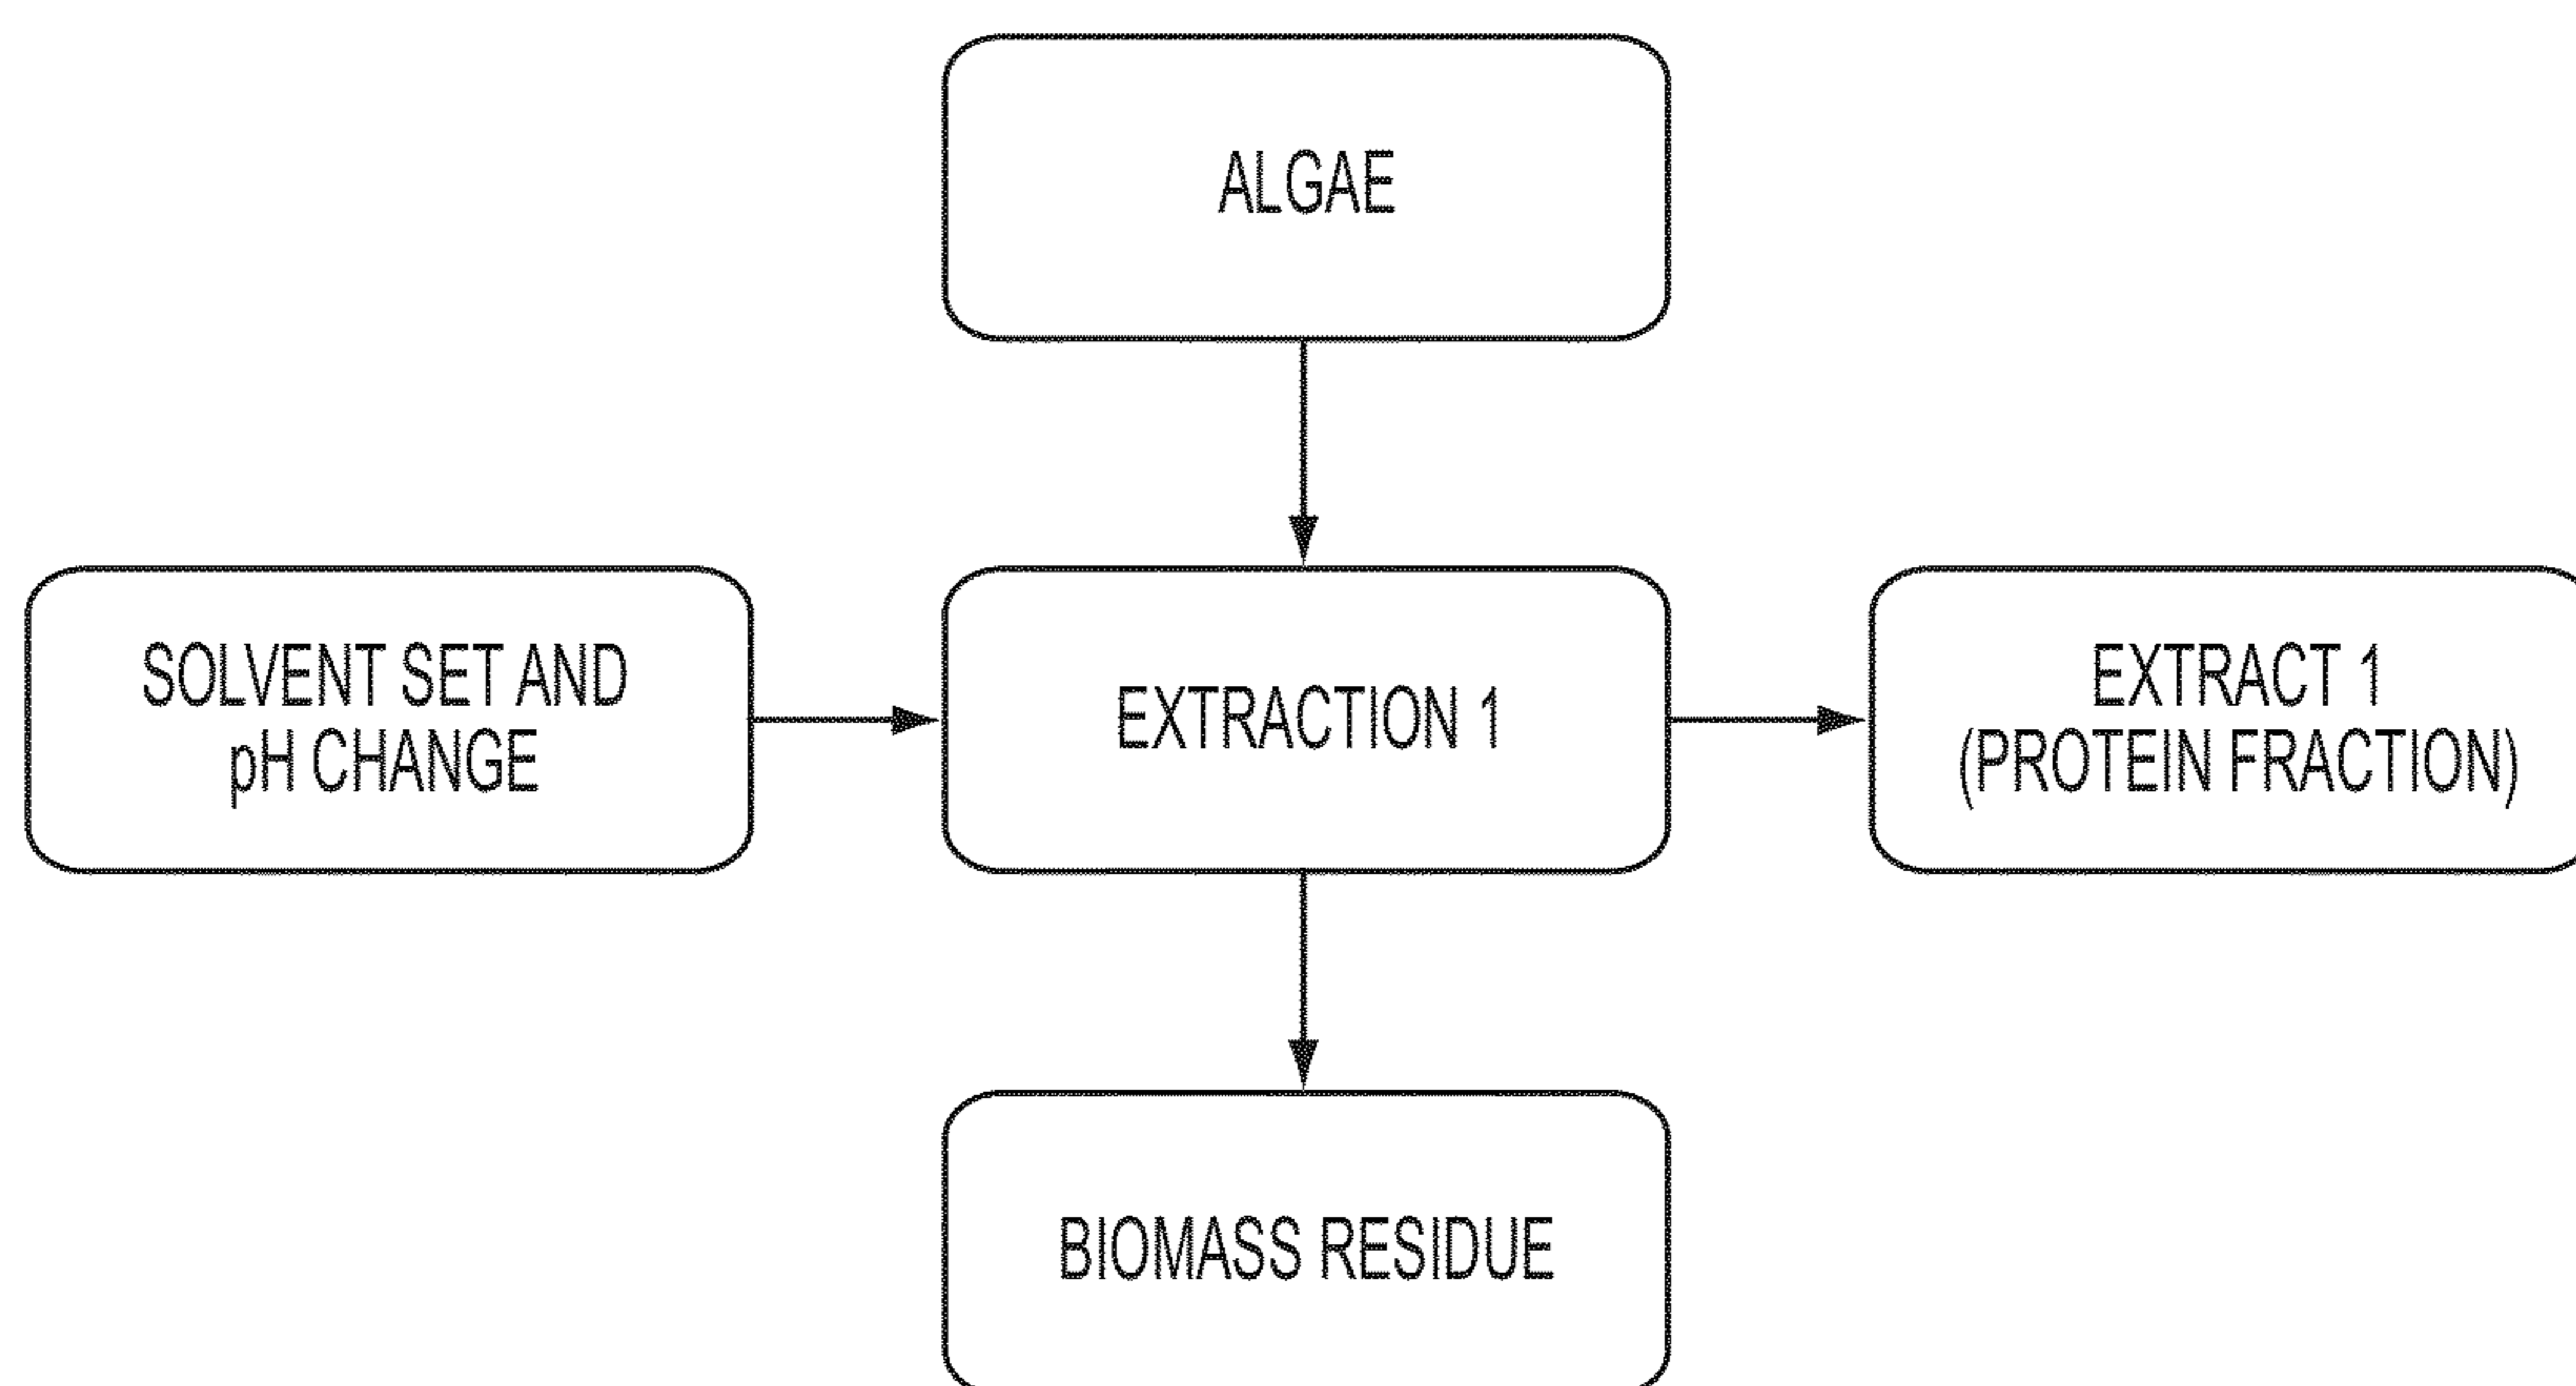 ALGAE
SOLVENT SET AND
pH CHANGE
EXTRACTION 1
EXTRACT 1
(PROTEIN FRACTION)
BIOMASS RESIDUE